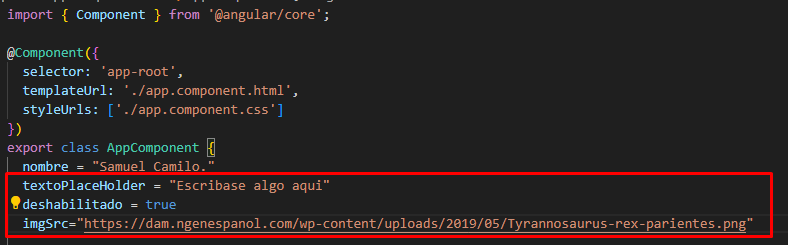 import { Component } from '@angular/core';
@Component({
selector: 'app-root',
templateUrl: './app.component.html',
styleUrls: ['./app.component.css']
})
export class AppComponent {
nombre = "Samuel Camilo."
textoPlaceHolder = "Escribase algo aqui"
deshabilitado = true
imgSrc="https://dam.ngenespanol.com/wp-content/uploads/2019/05/Tyrannosaurus-rex-parientes.png"